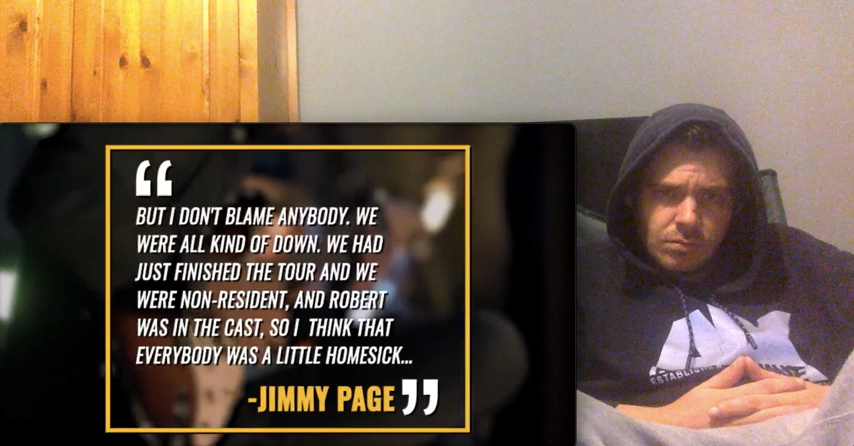 “
BUT I DON'T BLAME ANYBODY. WE
WERE ALL KIND OF DOWN. WE HAD
JUST FINISHED THE TOUR AND WE
WERE NON-RESIDENT, AND ROBERT
WAS IN THE CAST, SO I THINK THAT
EVERYBODY WAS A LITTLE HOMESICK...
-JIMMY PAGE ”